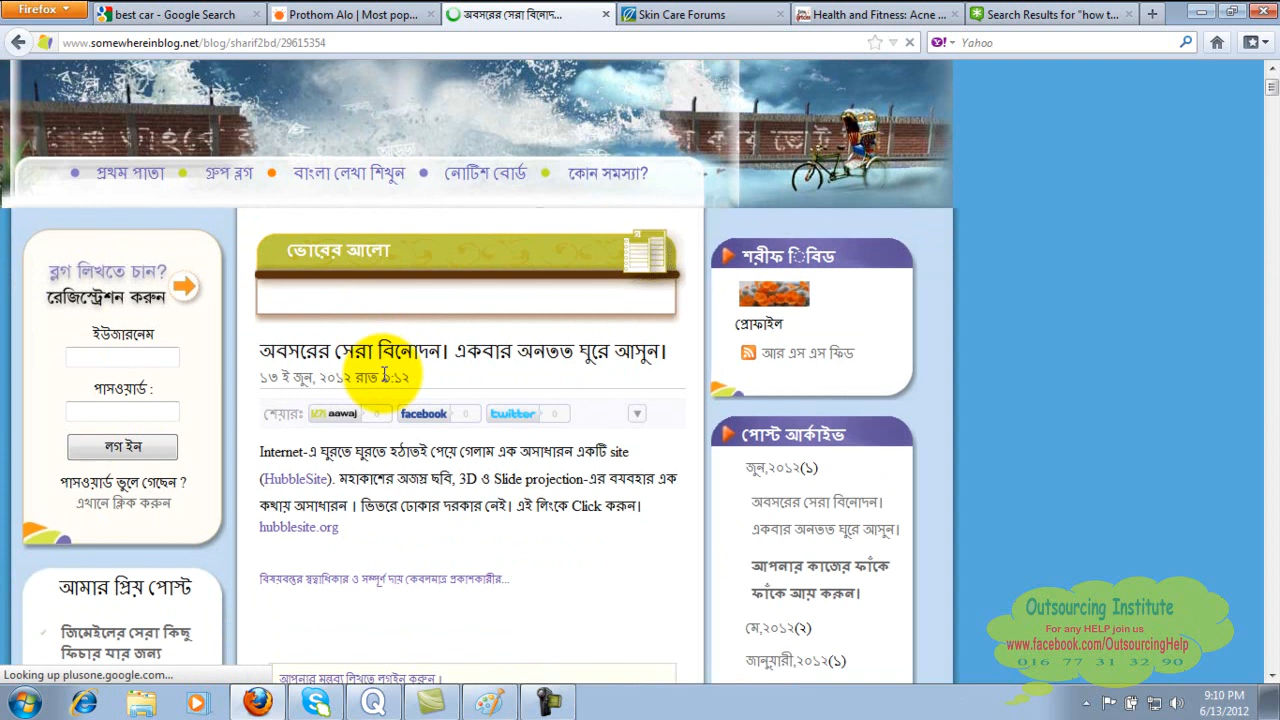 Firefox
best car - Google Search
Prothom Alo | Most pop...
অবসরের সেরা বিনোদ...
Skin Care Forums
Health and Fitness: Acne ...
Search Results for "how t...
www.somewhereinblog.net/blog/sharif2bd/29615354
Yahoo
প্রথম পাতা
গ্রুপ ব্লগ
বাংলা লেখা শিখুন
নোটিশ বোর্ড
কোন সমস্যা?
ব্লগ লিখতে চান?
রেজিস্ট্রেশন করুন
ইউজারনেম
পাসওয়ার্ড :
লগ ইন
পাসওয়ার্ড ভুলে গেছেন ?
এখানে ক্লিক করুন
আমার প্রিয় পোস্ট
জিমেইলের সেরা কিছু
ফিচার যার জন্য
ভোরের আলো
অবসরের সেরা বিনোদন। একবার অনতত ঘুরে আসুন।
১৩ ই জুন, ২০১২ রাত ৯:১২
শেয়ারঃ
aawaj 0
facebook 0
twitter 0
Internet-এ ঘুরতে ঘুরতে হঠাতই পেয়ে গেলাম এক অসাধারন একটি site
(HubbleSite). মহাকাশের অজস্র ছবি, 3D ও Slide projection-এর ব্যবহার এক
কথায় অসাধারন । ভিতরে ঢোকার দরকার নেই। এই লিংকে Click করুন।
hubblesite.org
বিষয়বস্তুর স্বত্বাধিকার ও সম্পূর্ণ দায় কেবলমাত্র প্রকাশকারীর...
আপনার মন্তব্য লিখতে লগইন করুন ।
শরীফ িবিড
প্রোফাইল
আর এস এস ফিড
পোস্ট আর্কাইভ
জুন,২০১২(১)
অবসরের সেরা বিনোদন।
একবার অনতত ঘুরে আসুন।
আপনার কাজের ফাঁকে
ফাঁকে আয় করুন।
মে,২০১২(২)
জানুয়ারী,২০১২(১)
Outsourcing Institute
For any HELP join us
www.facebook.com/OutsourcingHelp
016 77 31 32 90
Looking up plusone.google.com...
9:10 PM
6/13/2012